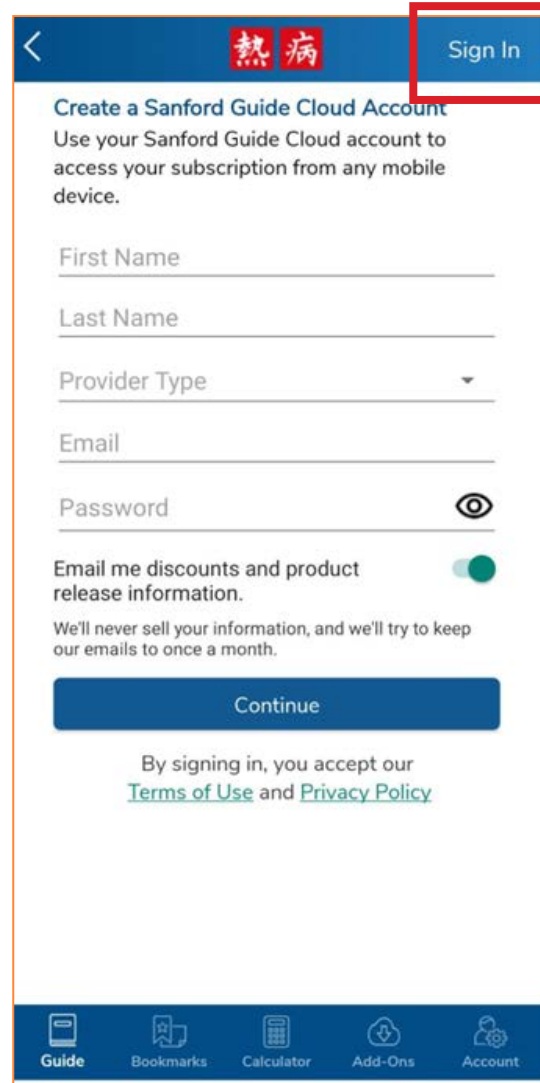 熱病
Sign In
Create a Sanford Guide Cloud Account
Use your Sanford Guide Cloud account to
access your subscription from any mobile
device.
First Name
Last Name
Provider Type
Email
Password
Email me discounts and product
release information.
We'll never sell your information, and we'll try to keep
our emails to once a month.
Continue
By signing in, you accept our
Terms of Use and Privacy Policy
Guide Bookmarks Calculator Add-Ons Account